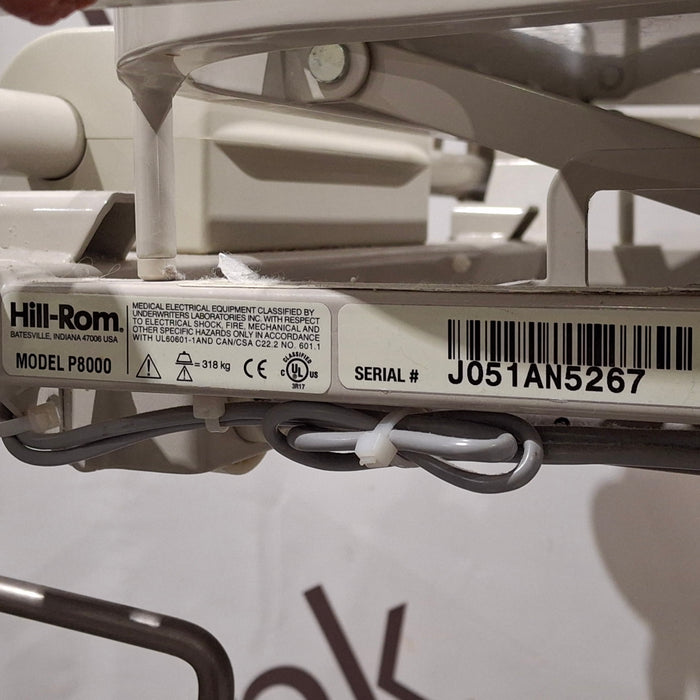 Hill-Rom®
BATESVILLE, INDIANA 47006 USA
MODEL P8000
MEDICAL ELECTRICAL EQUIPMENT CLASSIFIED BY
UNDERWRITERS LABORATORIES INC. WITH RESPECT
TO ELECTRICAL SHOCK, FIRE, MECHANICAL AND
OTHER SPECIFIC HAZARDS ONLY IN ACCORDANCE
WITH UL60601-1AND CAN/CSA C22.2 NO. 601.1
= 318 kg
CE
CLASSIFIED
C UL US
3R17
SERIAL #
J051AN5267